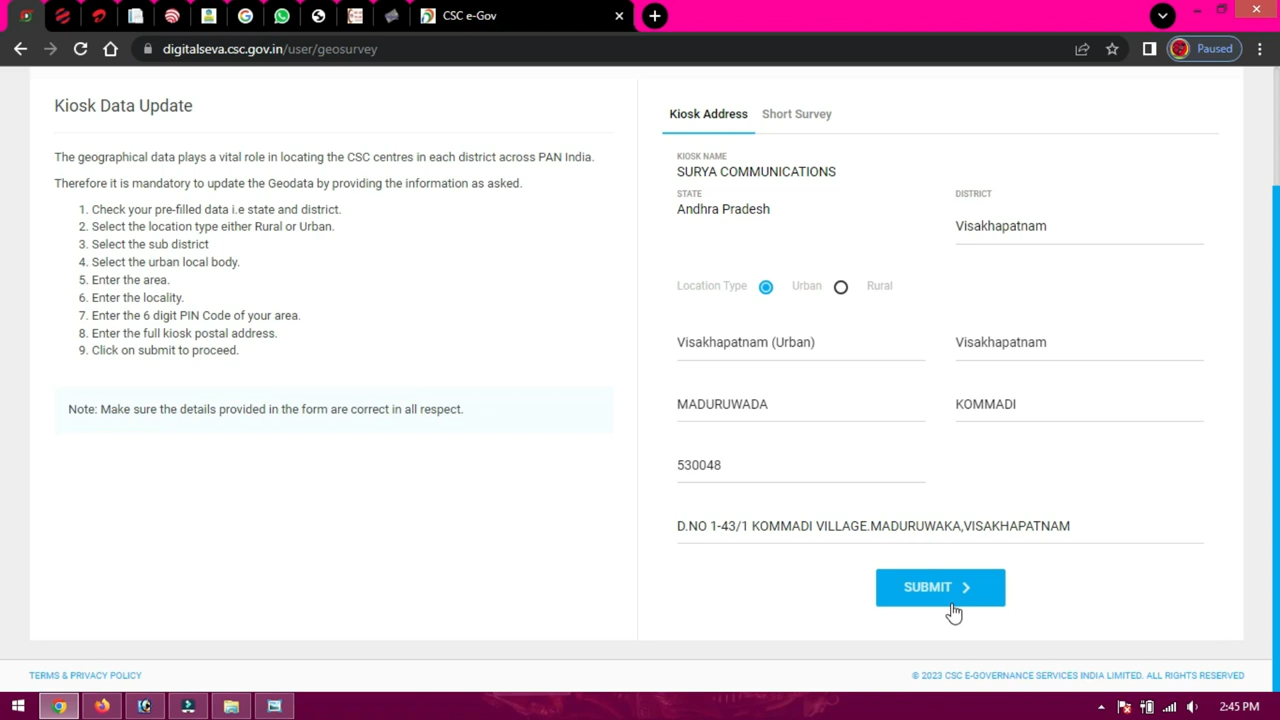 CSC e-Gov
digitalseva.csc.gov.in/user/geosurvey
Paused
Kiosk Data Update
The geographical data plays a vital role in locating the CSC centres in each district across PAN India.
Therefore it is mandatory to update the Geodata by providing the information as asked.
1. Check your pre-filled data i.e state and district.
2. Select the location type either Rural or Urban.
3. Select the sub district
4. Select the urban local body.
5. Enter the area.
6. Enter the locality.
7. Enter the 6 digit PIN Code of your area.
8. Enter the full kiosk postal address.
9. Click on submit to proceed.
Note: Make sure the details provided in the form are correct in all respect.
Kiosk Address Short Survey
KIOSK NAME
SURYA COMMUNICATIONS
STATE
Andhra Pradesh
DISTRICT
Visakhapatnam
Location Type Urban Rural
Visakhapatnam (Urban) Visakhapatnam
MADURUWADA KOMMADI
530048
D.NO 1-43/1 KOMMADI VILLAGE.MADURUWAKA,VISAKHAPATNAM
SUBMIT
TERMS & PRIVACY POLICY
© 2023 CSC E-GOVERNANCE SERVICES INDIA LIMITED. ALL RIGHTS RESERVED
2:45 PM